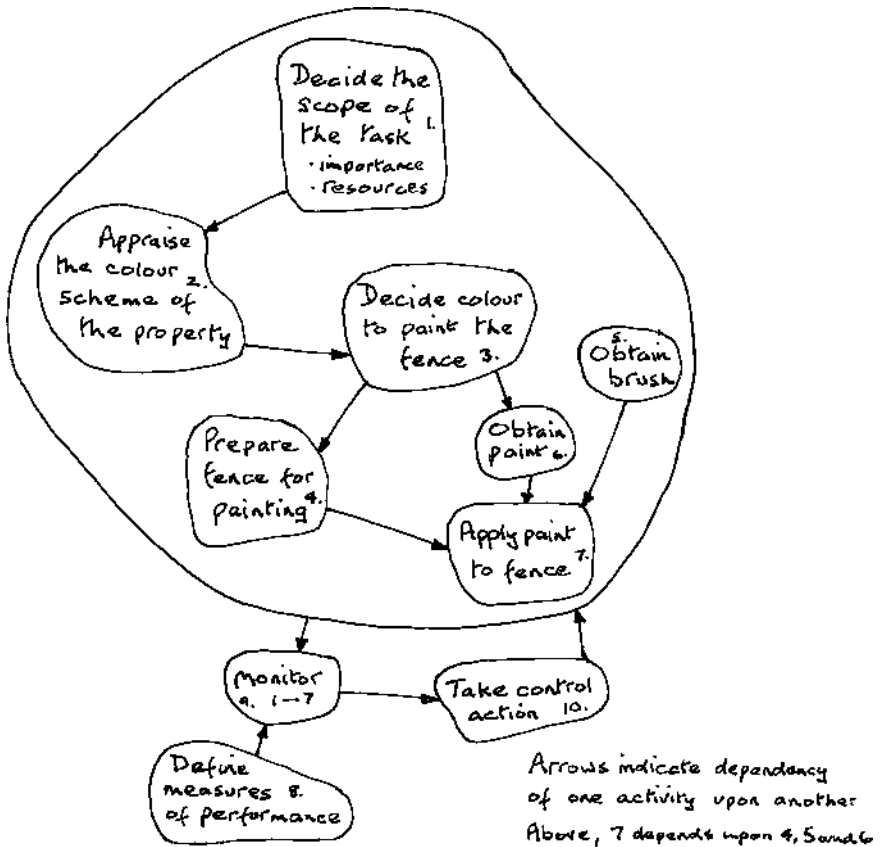 Decide the
scope of
the task 1.
· importance
· resources
Appraise
the colour 2.
scheme of
the property
Decide colour
to paint the
fence 3.
5.
Obtain
brush
Prepare
fence for
painting 4.
Obtain
paint 6.
Apply paint
to fence 7.
monitor
9. 1→7
Take control
action 10.
Define
measures 8.
of performance
Arrows indicate dependancy
of one activity upon another
Above, 7 depends upon 4, 5 and 6